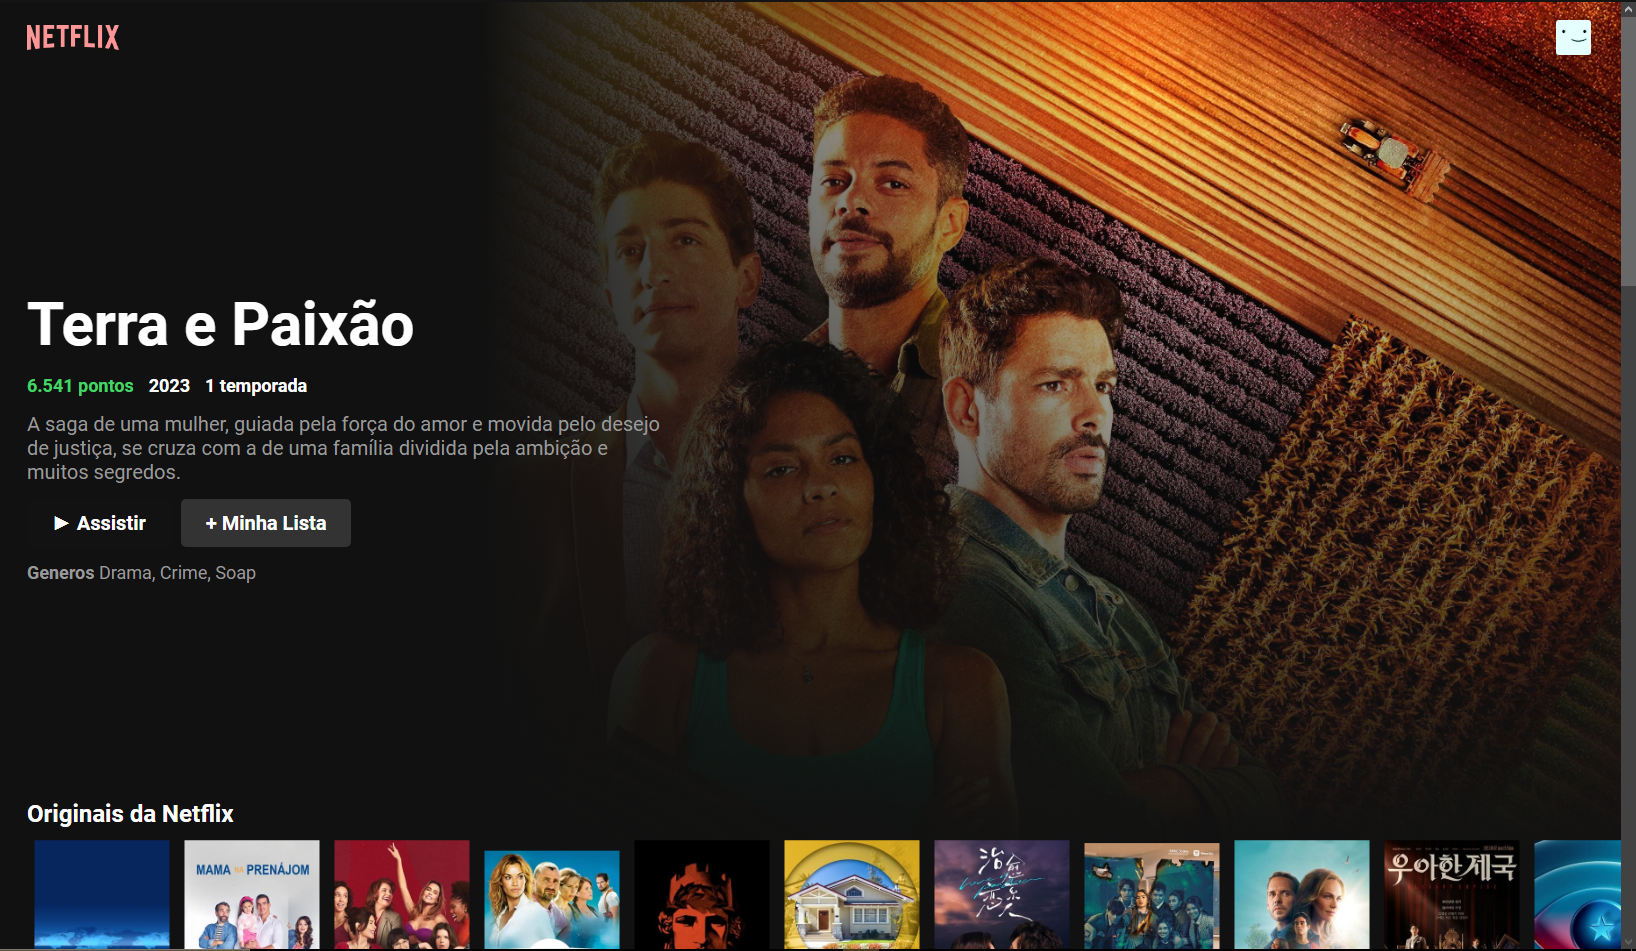 NETFLIX
Terra e Paixão
6.541 pontos 2023 1 temporada
A saga de uma mulher, guiada pela força do amor e movida pelo desejo
de justiça, se cruza com a de uma família dividida pela ambição e
muitos segredos.
Assistir + Minha Lista
Generos Drama, Crime, Soap
Originais da Netflix
MAMA NA PRENÁJOM
우아한 제국